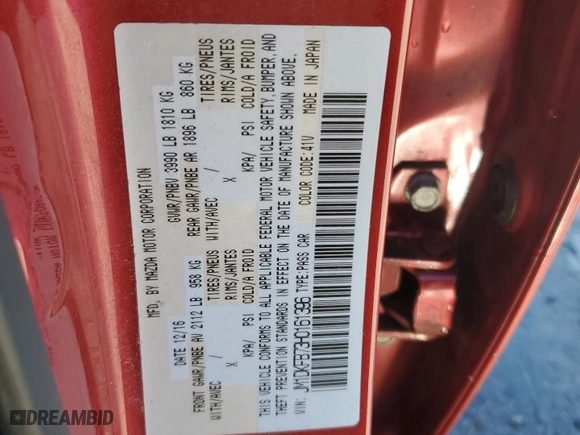 MFD. BY MAZDA MOTOR CORPORATION
DATE 12/16 GVWR/PNBV 3990 LB 1810 KG
FRONT GAWR/PNBE AV 2112 LB 958 KG REAR GAWR/PNBE AR 1896 LB 860 KG
WITH/AVEC TIRES/PNEUS WITH/AVEC TIRES/PNEUS
/ X RIMS/JANTES / X RIMS/JANTES
KPA/ PSI COLD/A FROID KPA/ PSI COLD/A FROID
THIS VEHICLE CONFORMS TO ALL APPLICABLE FEDERAL MOTOR VEHICLE SAFETY, BUMPER, AND
THEFT PREVENTION STANDARDS IN EFFECT ON THE DATE OF MANUFACTURE SHOWN ABOVE.
VIN: TYPE:PASS CAR COLOR CODE:41V MADE IN JAPAN
JM1DKFB73H0161396
DREAMBID